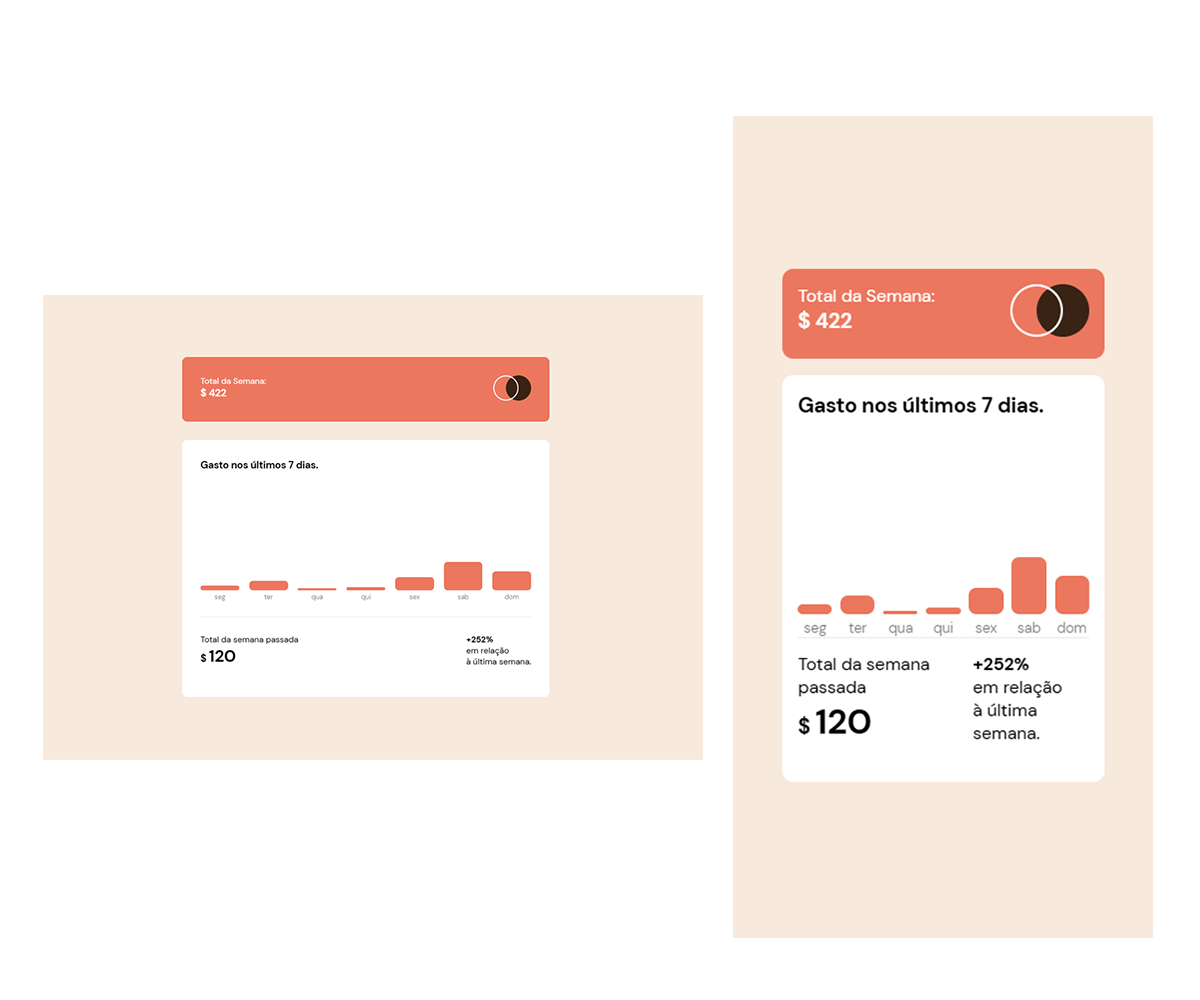 Total da Semana:
$ 422
Gasto nos últimos 7 dias.
seg ter qua qui sex sab dom
Total da semana passada
$ 120
+252%
em relação
à última semana.
Total da Semana:
$ 422
Gasto nos últimos 7 dias.
seg ter qua qui sex sab dom
Total da semana
passada
$ 120
+252%
em relação
à última
semana.